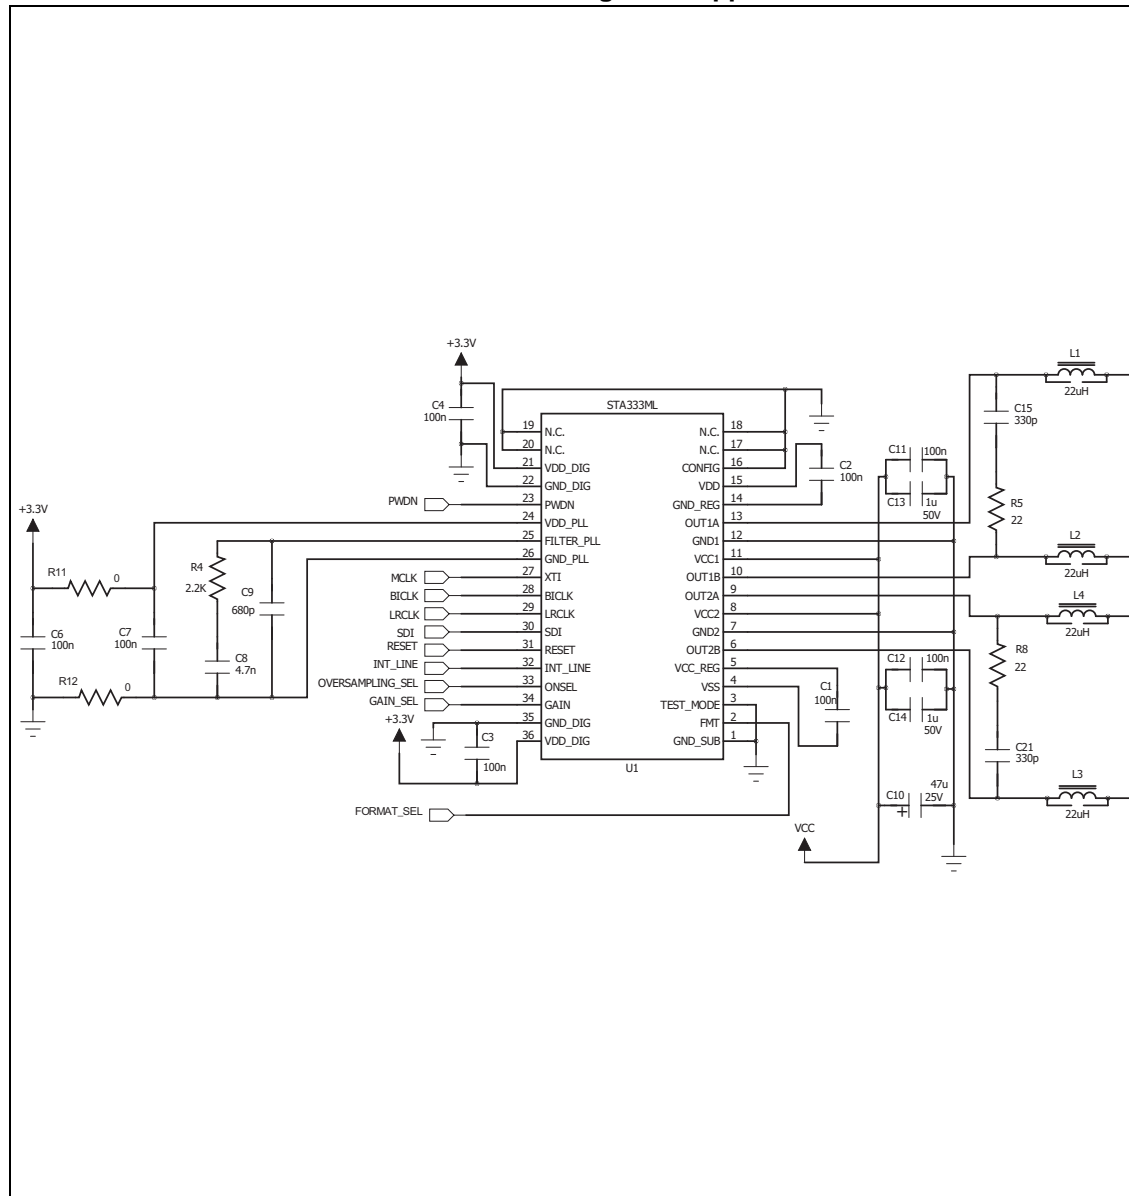 +3.3V
C4
100n
STA333ML
19 N.C. N.C. 18
20 N.C. N.C. 17
21 VDD_DIG CONFIG 16
22 GND_DIG VDD 15
PWDN 23 PWDN GND_REG 14
24 VDD_PLL OUT1A 13
25 FILTER_PLL GND1 12
26 GND_PLL VCC1 11
MCLK 27 XTI OUT1B 10
BICLK 28 BICLK OUT2A 9
LRCLK 29 LRCLK VCC2 8
SDI 30 SDI GND2 7
RESET 31 RESET OUT2B 6
INT_LINE 32 INT_LINE VCC_REG 5
OVERSAMPLING_SEL 33 ONSEL VSS 4
GAIN_SEL 34 GAIN TEST_MODE 3
35 GND_DIG FMT 2
36 VDD_DIG GND_SUB 1
U1
+3.3V
C3
100n
FORMAT_SEL
+3.3V
R11 0
C6
100n
C7
100n
R12 0
R4
2.2K
C9
680p
C8
4.7n
C2
100n
C1
100n
C11 100n
C13 1u
50V
C12 100n
C14 1u
50V
C10 47u
25V
VCC
C15
330p
R5
22
R8
22
C21
330p
L1
22uH
L2
22uH
L4
22uH
L3
22uH